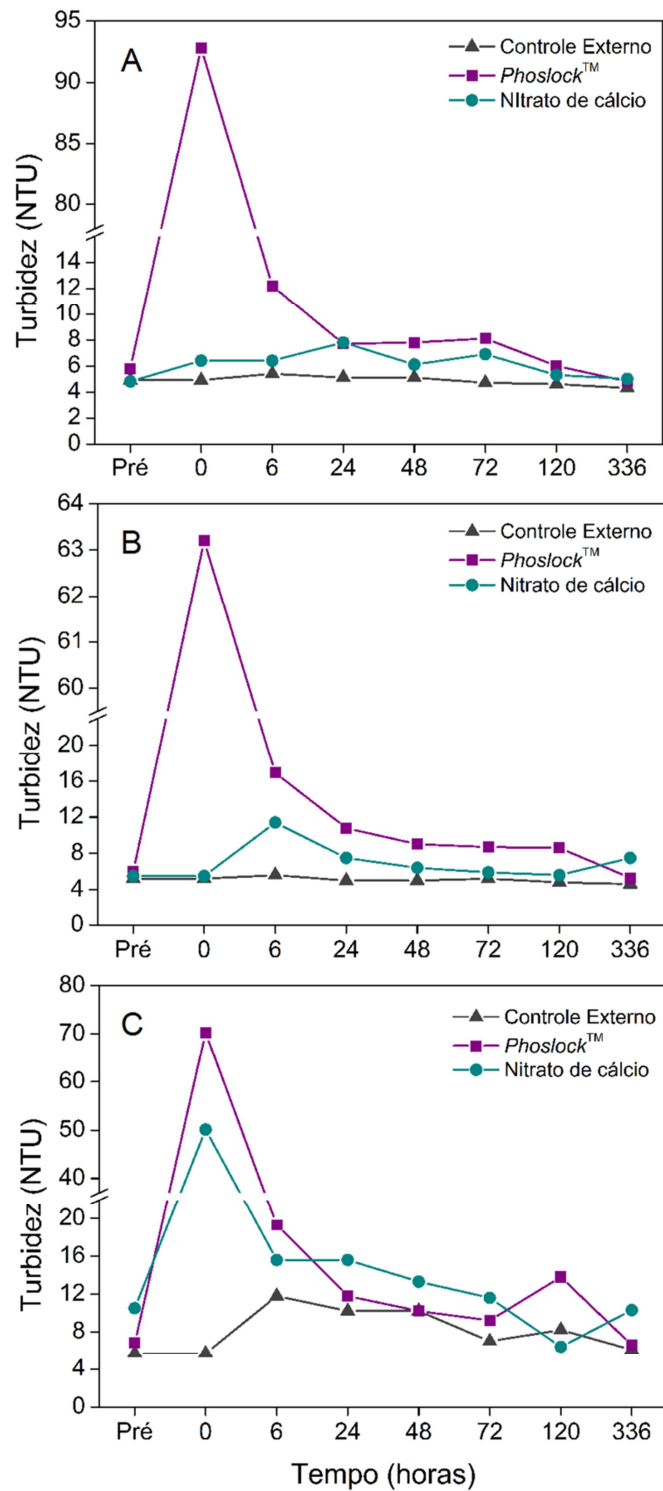 A
Controle Externo
Phoslock™
NItrato de cálcio
Turbidez (NTU)
95
90
85
80
14
12
10
8
6
4
2
0
Pré 0 6 24 48 72 120 336
B
Controle Externo
Phoslock™
Nitrato de cálcio
Turbidez (NTU)
64
63
62
61
60
20
16
12
8
4
0
Pré 0 6 24 48 72 120 336
C
Controle Externo
Phoslock™
Nitrato de cálcio
Turbidez (NTU)
80
70
60
50
40
20
16
12
8
4
0
Pré 0 6 24 48 72 120 336
Tempo (horas)